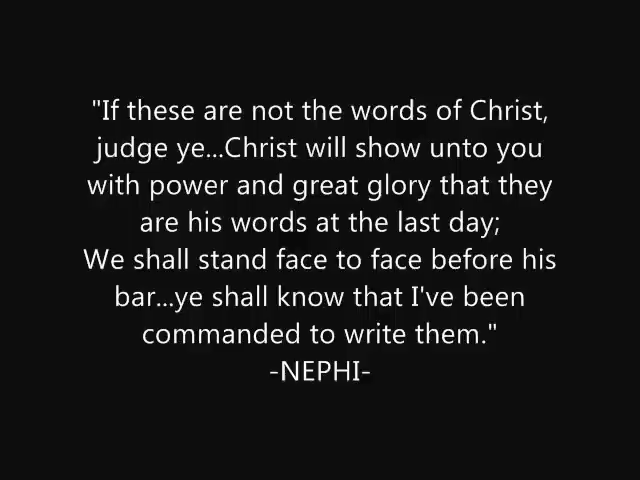 "If these are not the words of Christ,
judge ye...Christ will show unto you
with power and great glory that they
are his words at the last day;
We shall stand face to face before his
bar...ye shall know that I've been
commanded to write them."
-NEPHI-